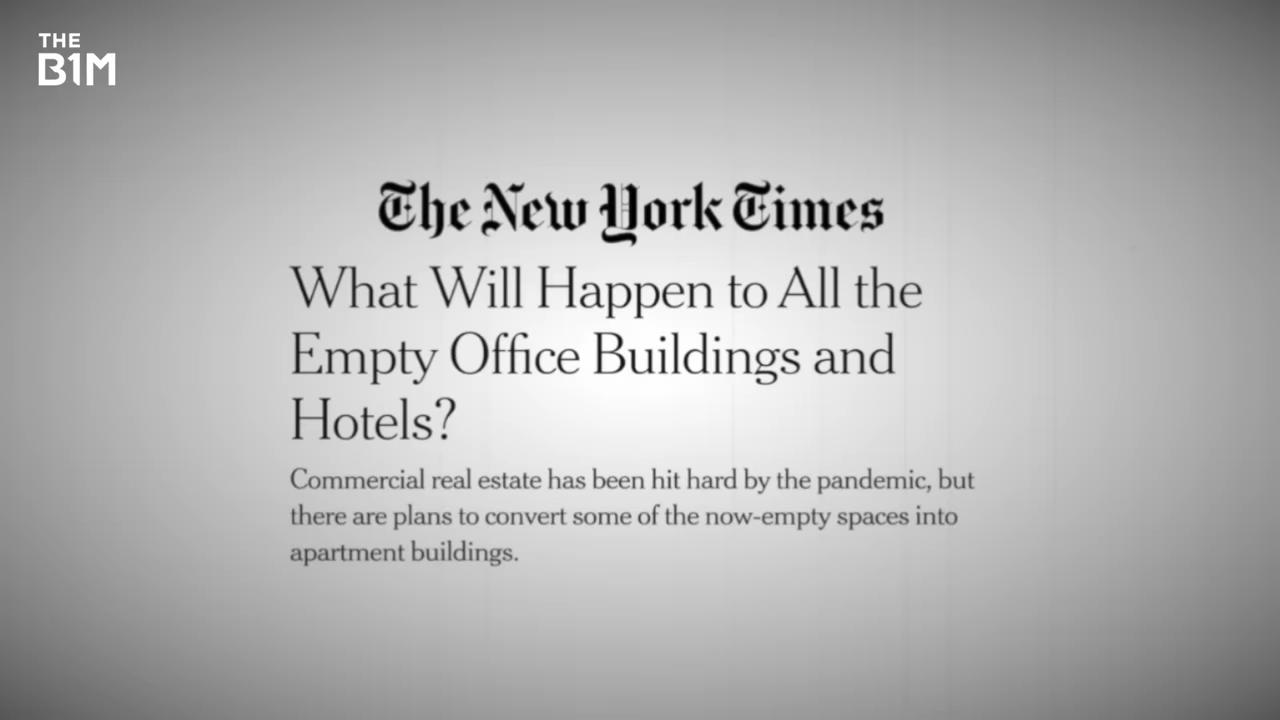 THE
B1M
The New York Times
What Will Happen to All the
Empty Office Buildings and
Hotels?
Commercial real estate has been hit hard by the pandemic, but
there are plans to convert some of the now-empty spaces into
apartment buildings.